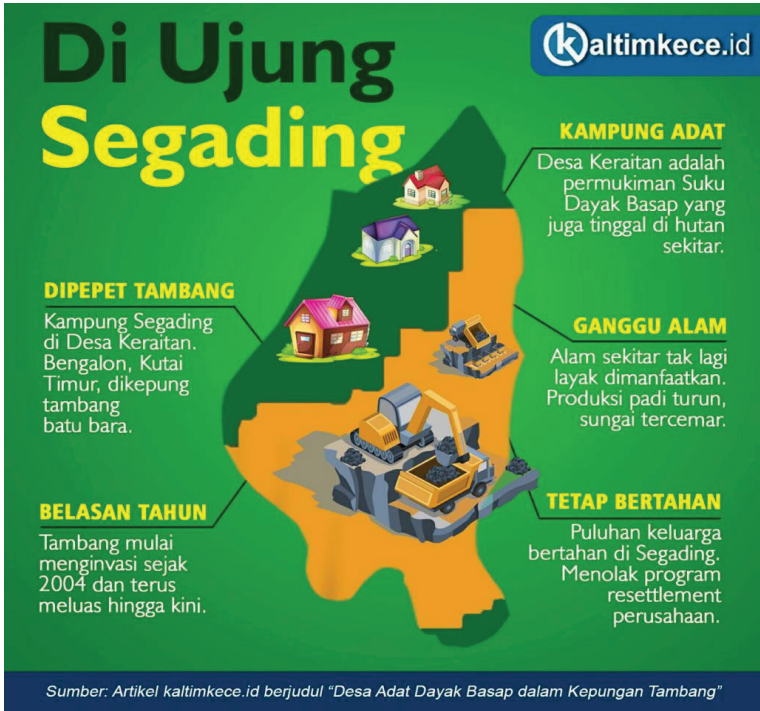 Di Ujung
Segading
kaltimkece.id
KAMPUNG ADAT
Desa Keraitan adalah
permukiman Suku
Dayak Basap yang
juga tinggal di hutan
sekitar.
DIPEPET TAMBANG
Kampung Segading
di Desa Keraitan.
Bengalon, Kutai
Timur, dikepung
tambang
batu bara.
GANGGU ALAM
Alam sekitar tak lagi
layak dimanfaatkan.
Produksi padi turun,
sungai tercemar.
BELASAN TAHUN
Tambang mulai
menginvasi sejak
2004 dan terus
meluas hingga kini.
TETAP BERTAHAN
Puluhan keluarga
bertahan di Segading.
Menolak program
resettlement
perusahaan.
Sumber: Artikel kaltimkece.id berjudul “Desa Adat Dayak Basap dalam Kepungan Tambang”